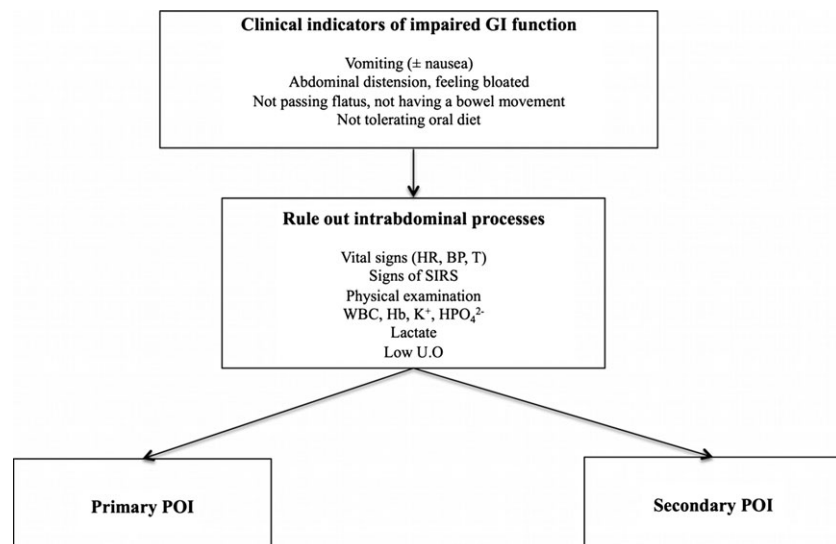 Clinical indicators of impaired GI function
Vomiting (± nausea)
Abdominal distension, feeling bloated
Not passing flatus, not having a bowel movement
Not tolerating oral diet
Rule out intrabdominal processes
Vital signs (HR, BP, T)
Signs of SIRS
Physical examination
WBC, Hb, K⁺, HPO₄²⁻
Lactate
Low U.O
Primary POI
Secondary POI